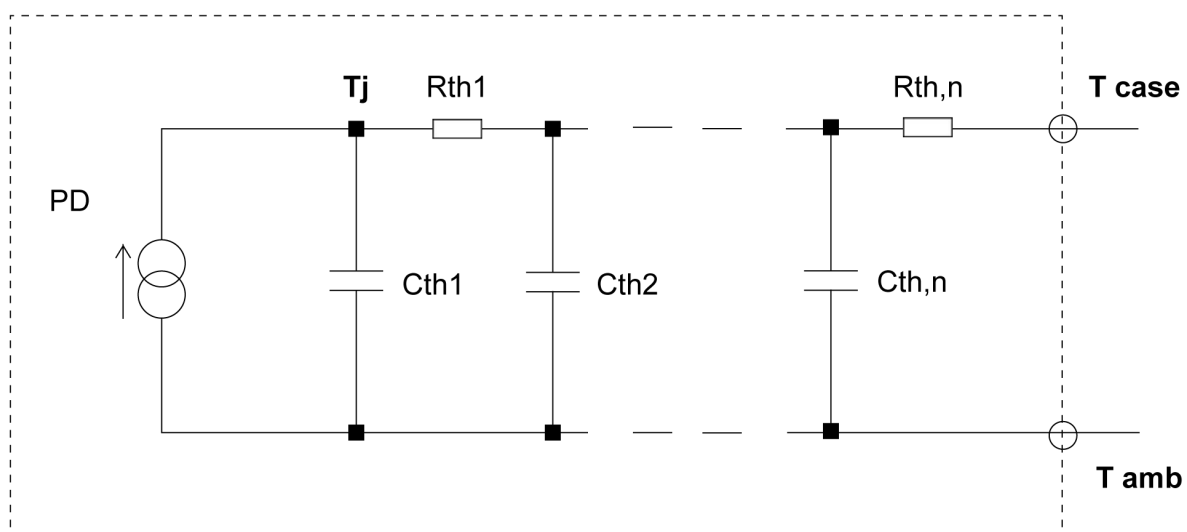 Tj
Rth1
Rth,n
T case
PD
Cth1
Cth2
Cth,n
T amb